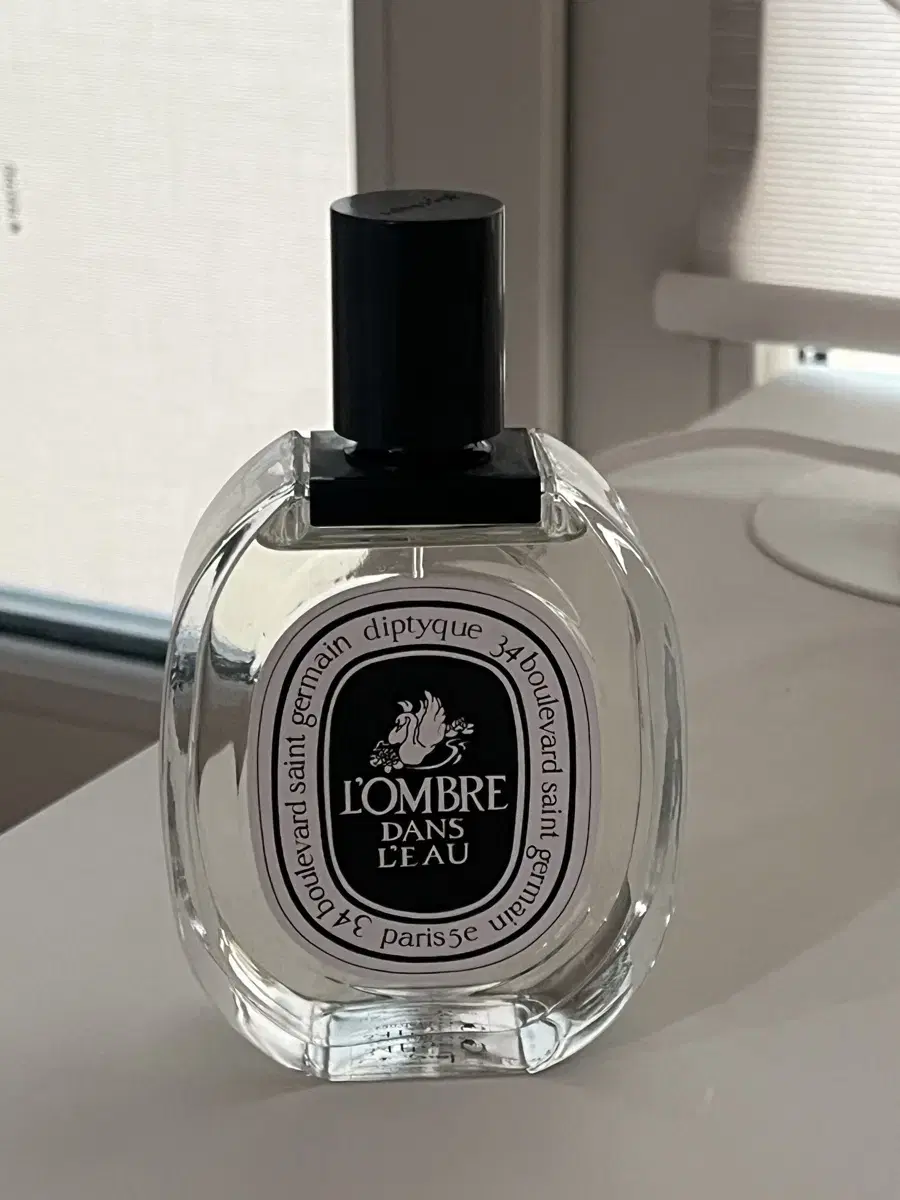 diptyque
34 boulevard saint germain
paris5e
34 boulevard saint germain
L'OMBRE
DANS
L'EAU